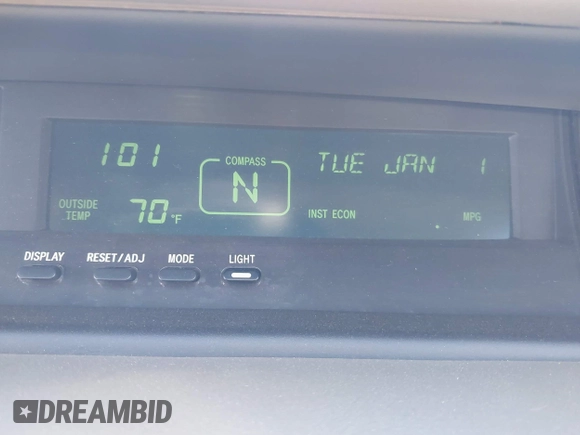 101
COMPASS
N
TUE JAN 1
OUTSIDE
TEMP
70 °F
INST ECON
MPG
DISPLAY
RESET/ADJ
MODE
LIGHT
DREAMBID